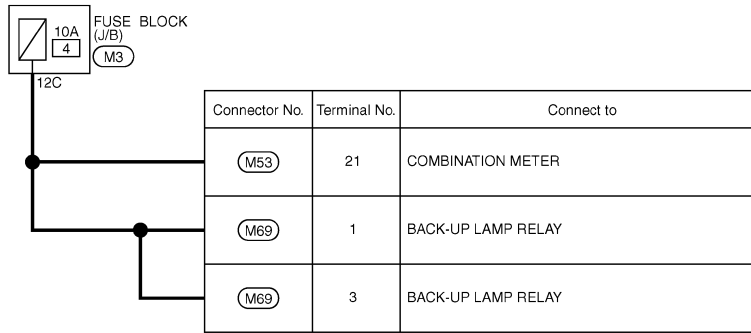 10A
4
FUSE BLOCK
(J/B)
M3
12C
Connector No. Terminal No. Connect to
M53 21 COMBINATION METER
M69 1 BACK-UP LAMP RELAY
M69 3 BACK-UP LAMP RELAY